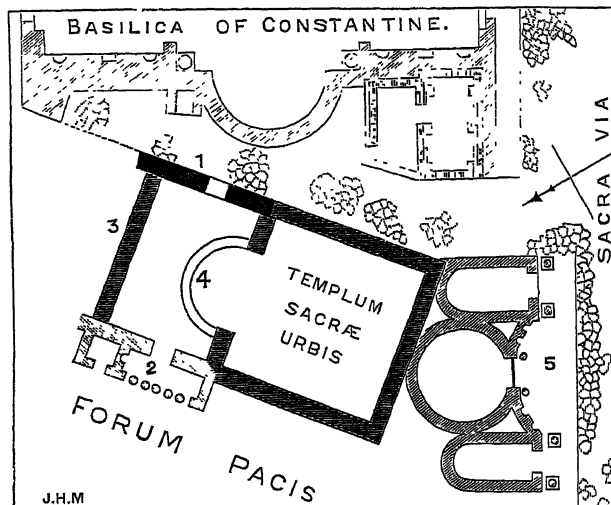 BASILICA OF CONSTANTINE.
SACRA VIA
1
3
4
TEMPLUM
SACRÆ
URBIS
2
5
FORUM PACIS
J.H.M